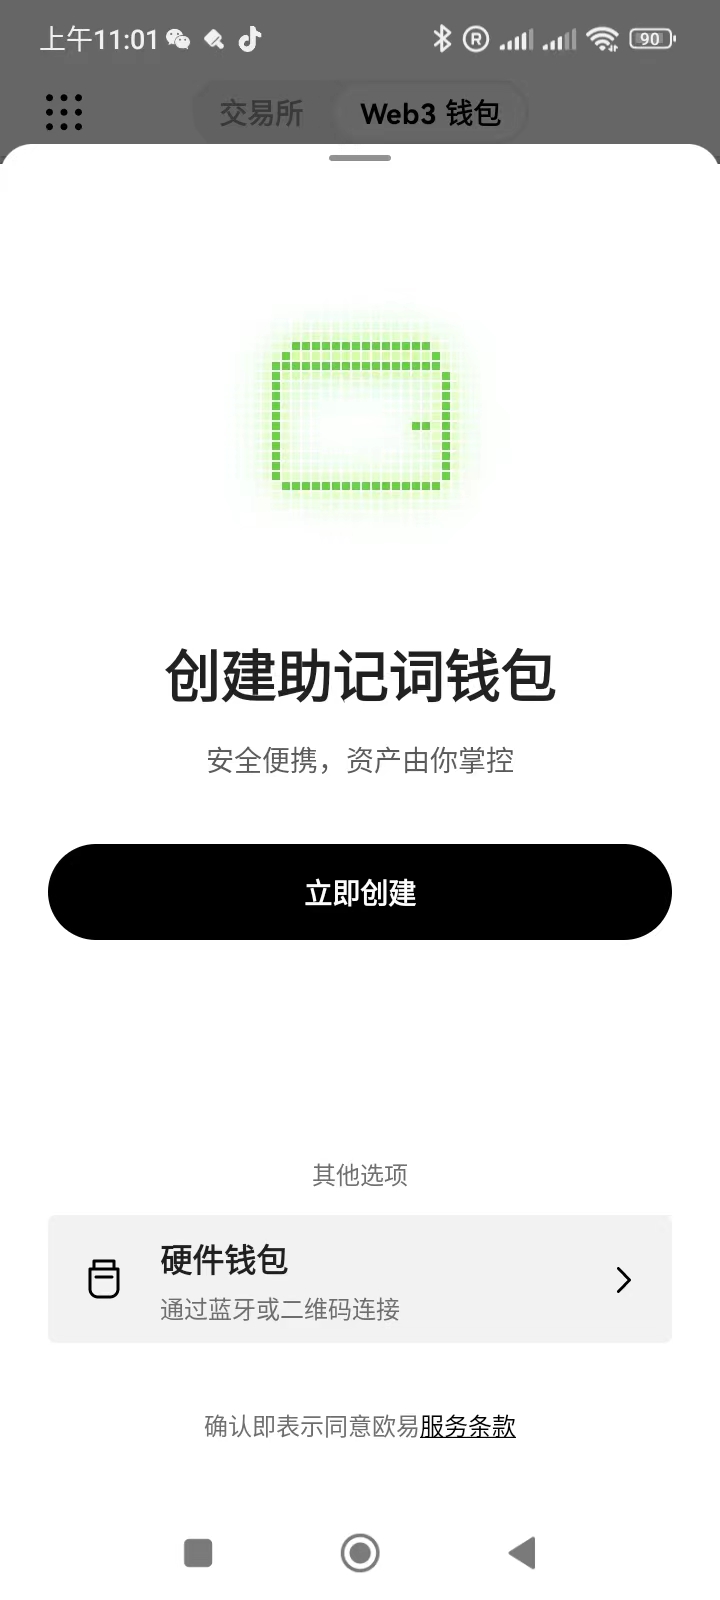 上午11:01
90
交易所 Web3 钱包
创建助记词钱包
安全便携，资产由你掌控
立即创建
其他选项
硬件钱包
通过蓝牙或二维码连接
确认即表示同意欧易服务条款